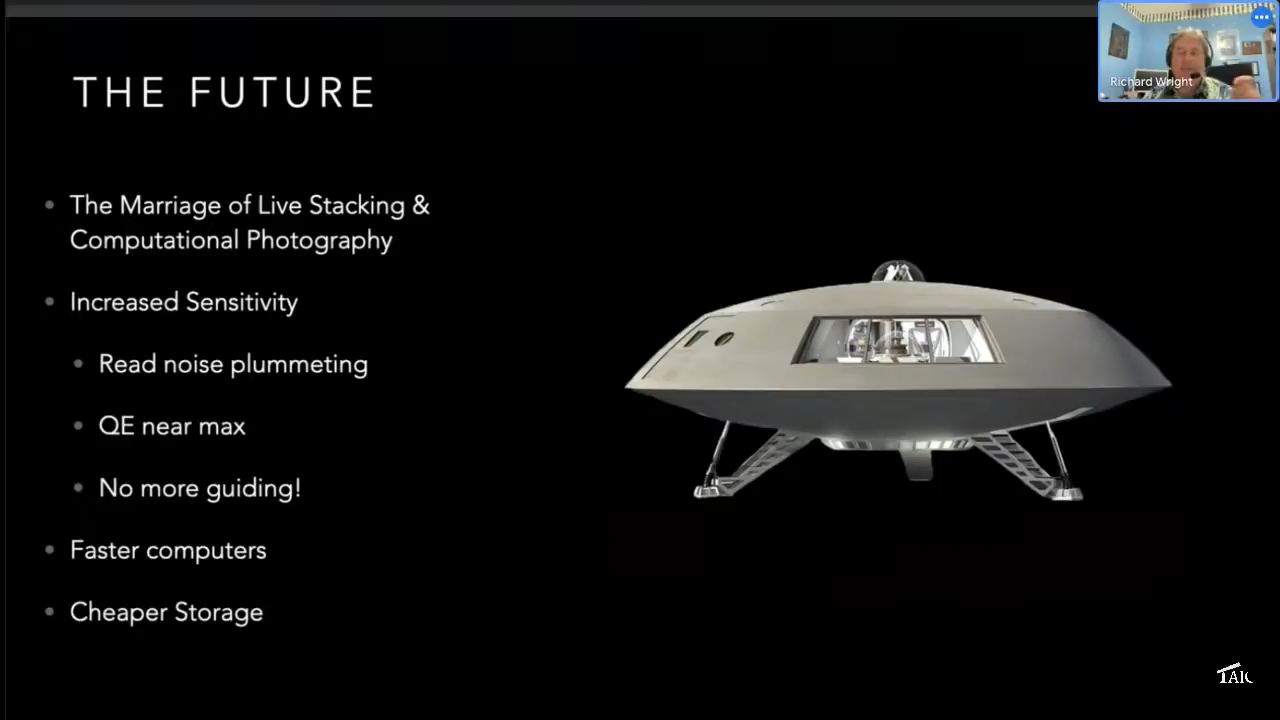 Richard Wright
THE FUTURE
The Marriage of Live Stacking &
Computational Photography
Increased Sensitivity
Read noise plummeting
QE near max
No more guiding!
Faster computers
Cheaper Storage
TAIC